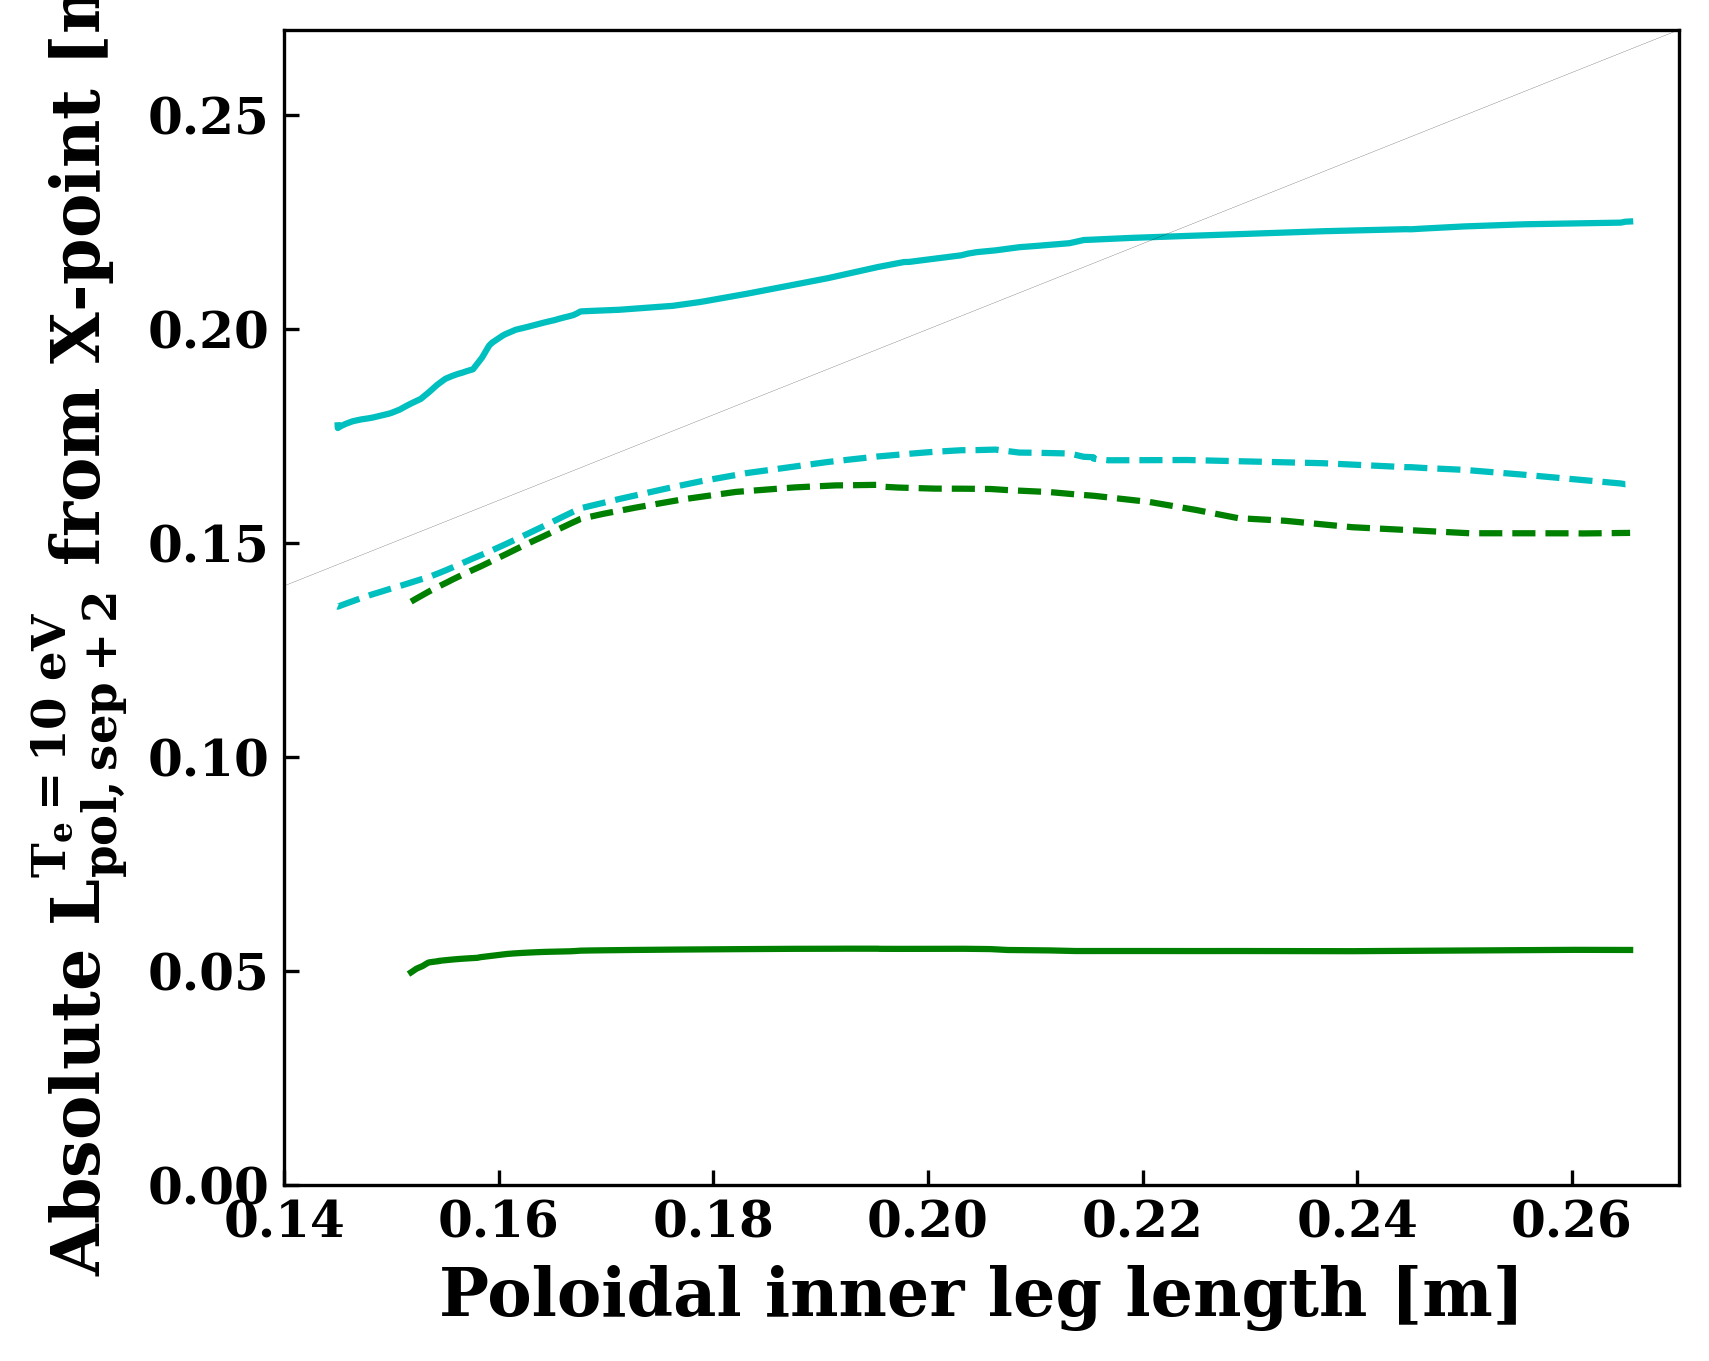 Absolute L_{pol, sep + 2}^{T_e = 10 eV} from X-point [
0.25
0.20
0.15
0.10
0.05
0.00
0.14 0.16 0.18 0.20 0.22 0.24 0.26
Poloidal inner leg length [m]